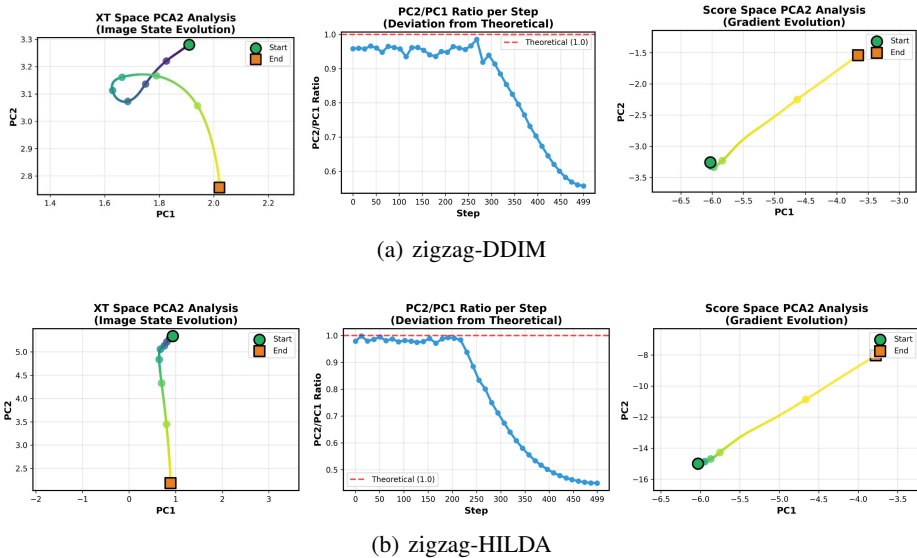 XT Space PCA2 Analysis
(Image State Evolution)
PC2
3.3
3.2
3.1
3.0
2.9
2.8
Start
End
1.4 1.6 1.8 2.0 2.2
PC1
PC2/PC1 Ratio per Step
(Deviation from Theoretical)
PC2/PC1 Ratio
1.0
0.9
0.8
0.7
0.6
Theoretical (1.0)
0 50 100 150 200 250 300 350 400 450 499
Step
Score Space PCA2 Analysis
(Gradient Evolution)
PC2
−1.5
−2.0
−2.5
−3.0
−3.5
Start
End
−6.5 −6.0 −5.5 −5.0 −4.5 −4.0 −3.5 −3.0
PC1
(a) zigzag-DDIM
XT Space PCA2 Analysis
(Image State Evolution)
PC2
5.0
4.5
4.0
3.5
3.0
2.5
Start
End
−2 −1 0 1 2 3
PC1
PC2/PC1 Ratio per Step
(Deviation from Theoretical)
PC2/PC1 Ratio
1.0
0.9
0.8
0.7
0.6
0.5
Theoretical (1.0)
0 50 100 150 200 250 300 350 400 450 499
Step
Score Space PCA2 Analysis
(Gradient Evolution)
PC2
−8
−10
−12
−14
−16
Start
End
−6.5 −6.0 −5.5 −5.0 −4.5 −4.0 −3.5
PC1
(b) zigzag-HILDA